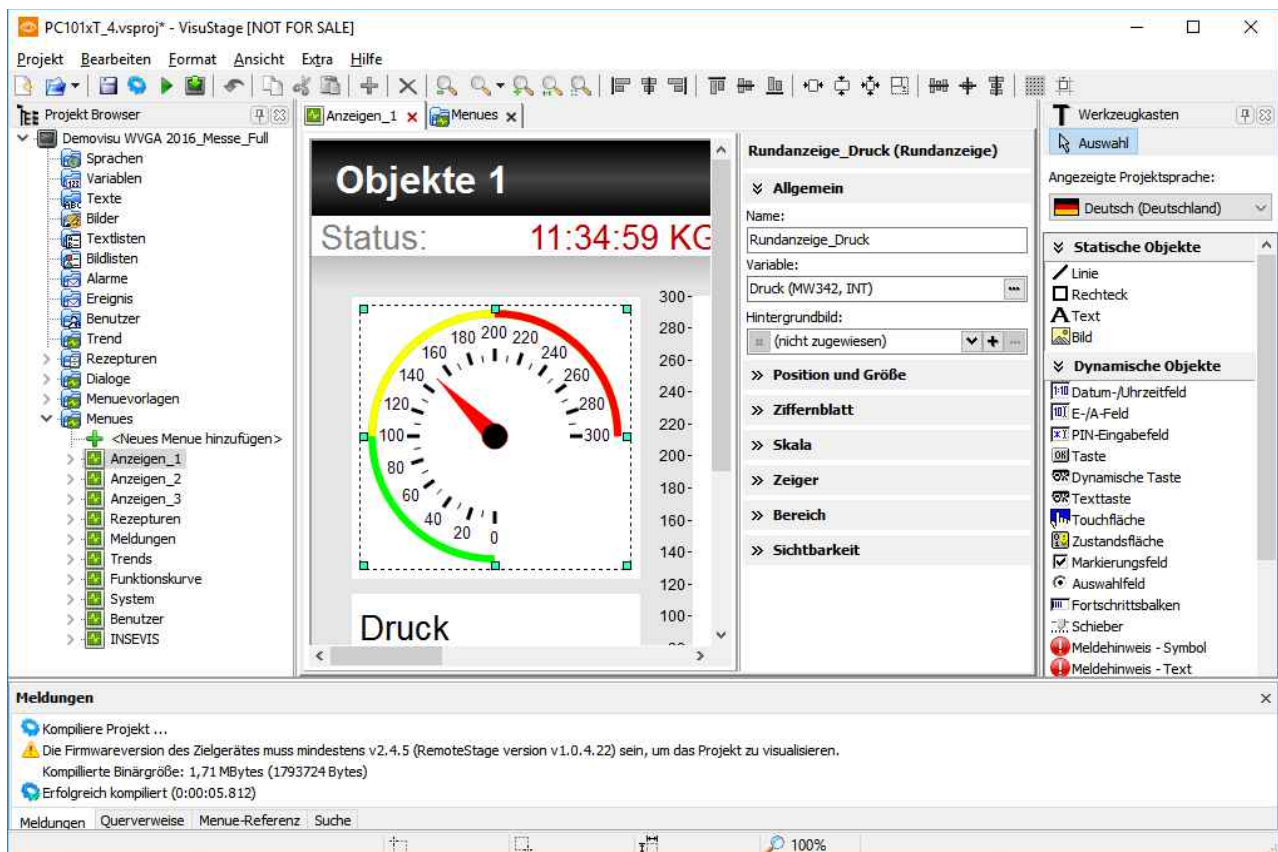 PC101xT_4.vsproj* - VisuStage [NOT FOR SALE]
Projekt Bearbeiten Format Ansicht Extra Hilfe
Projekt Browser
Demovisu WVGA 2016_Messe_Full
Sprachen
Variablen
Texte
Bilder
Textlisten
Bildlisten
Alarme
Ereignis
Benutzer
Trend
Rezepturen
Dialoge
Menuevorlagen
Menues
<Neues Menue hinzufügen>
Anzeigen_1
Anzeigen_2
Anzeigen_3
Rezepturen
Meldungen
Trends
Funktionskurve
System
Benutzer
INSEVIS
Anzeigen_1 Menues
Objekte 1
Status: 11:34:59 KG
0
20
40
60
80
100
120
140
160
180
200
220
240
260
280
300
300
280
260
240
220
200
180
160
140
120
100
Druck
Rundanzeige_Druck (Rundanzeige)
Allgemein
Name:
Rundanzeige_Druck
Variable:
Druck (MW342, INT)
Hintergrundbild:
(nicht zugewiesen)
Position und Größe
Ziffernblatt
Skala
Zeiger
Bereich
Sichtbarkeit
Werkzeugkasten
Auswahl
Angezeigte Projektsprache:
Deutsch (Deutschland)
Statische Objekte
Linie
Rechteck
Text
Bild
Dynamische Objekte
Datum-/Uhrzeitfeld
E-/A-Feld
PIN-Eingabefeld
Taste
Dynamische Taste
Texttaste
Touchfläche
Zustandsfläche
Markierungsfeld
Auswahlfeld
Fortschrittsbalken
Schieber
Meldehinweis - Symbol
Meldehinweis - Text
Meldungen
Kompiliere Projekt ...
Die Firmwareversion des Zielgerätes muss mindestens v2.4.5 (RemoteStage version v1.0.4.22) sein, um das Projekt zu visualisieren.
Kompillierte Binärgröße: 1,71 MBytes (1793724 Bytes)
Erfolgreich kompiliert (0:00:05.812)
Meldungen Querverweise Menue-Referenz Suche
100%